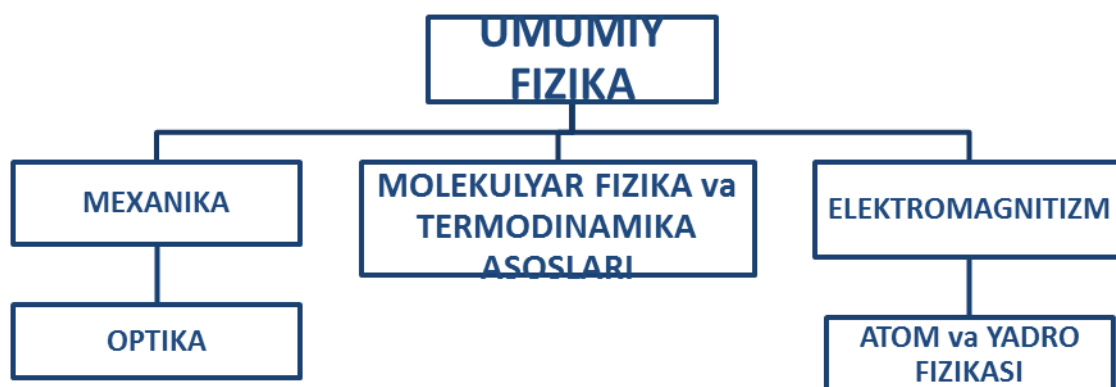 UMUMIY
FIZIKA
MEXANIKA
MOLEKULYAR FIZIKA va
TERMODINAMIKA
ASOSLARI
ELEKTROMAGNITIZM
OPTIKA
ATOM va YADRO
FIZIKASI